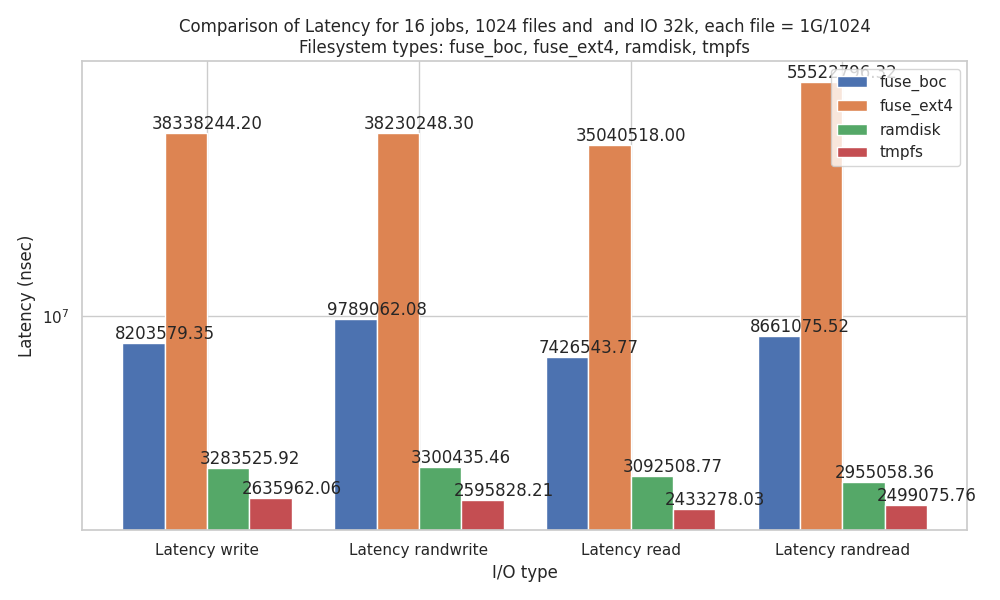 Comparison of Latency for 16 jobs, 1024 files and  and IO 32k, each file = 1G/1024
Filesystem types: fuse_boc, fuse_ext4, ramdisk, tmpfs
55522796.32
fuse_boc
fuse_ext4
ramdisk
tmpfs
38338244.20
38230248.30
35040518.00
Latency (nsec)
10^7
8203579.35
9789062.08
7426543.77
8661075.52
3283525.92
3300435.46
3092508.77
2955058.36
2635962.06
2595828.21
2433278.03
2499075.76
Latency write
Latency randwrite
Latency read
Latency randread
I/O type